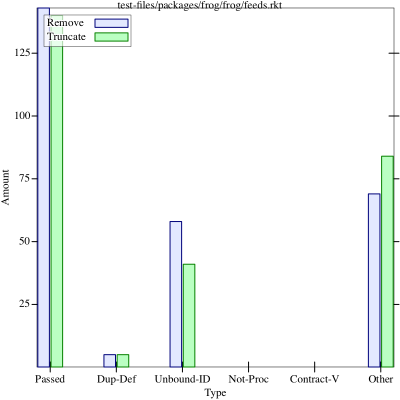 test-files/packages/frog/frog/feeds.rkt
Remove
Truncate
125
100
75
50
25
Amount
Passed Dup-Def Unbound-ID Not-Proc Contract-V Other
Type